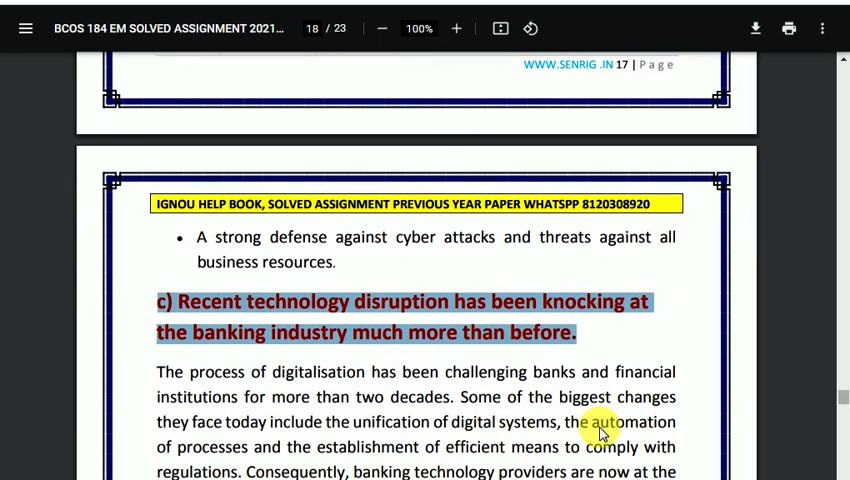 BCOS 184 EM SOLVED ASSIGNMENT 2021... 18 / 23 100%
WWW.SENRIG .IN 17 | P a g e
IGNOU HELP BOOK, SOLVED ASSIGNMENT PREVIOUS YEAR PAPER WHATSPP 8120308920
• A strong defense against cyber attacks and threats against all
business resources.
c) Recent technology disruption has been knocking at
the banking industry much more than before.
The process of digitalisation has been challenging banks and financial
institutions for more than two decades. Some of the biggest changes
they face today include the unification of digital systems, the automation
of processes and the establishment of efficient means to comply with
regulations. Consequently, banking technology providers are now at the